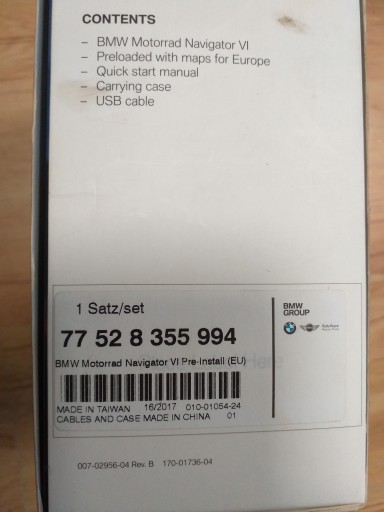 CONTENTS
– BMW Motorrad Navigator VI
– Preloaded with maps for Europe
– Quick start manual
– Carrying case
– USB cable
1 Satz/set
77 52 8 355 994
BMW Motorrad Navigator VI Pre-Install (EU)
Here
MADE IN TAIWAN 16/2017 010-01054-24
CABLES AND CASE MADE IN CHINA 01
BMW
GROUP
007-02956-04 Rev. B 170-01736-04